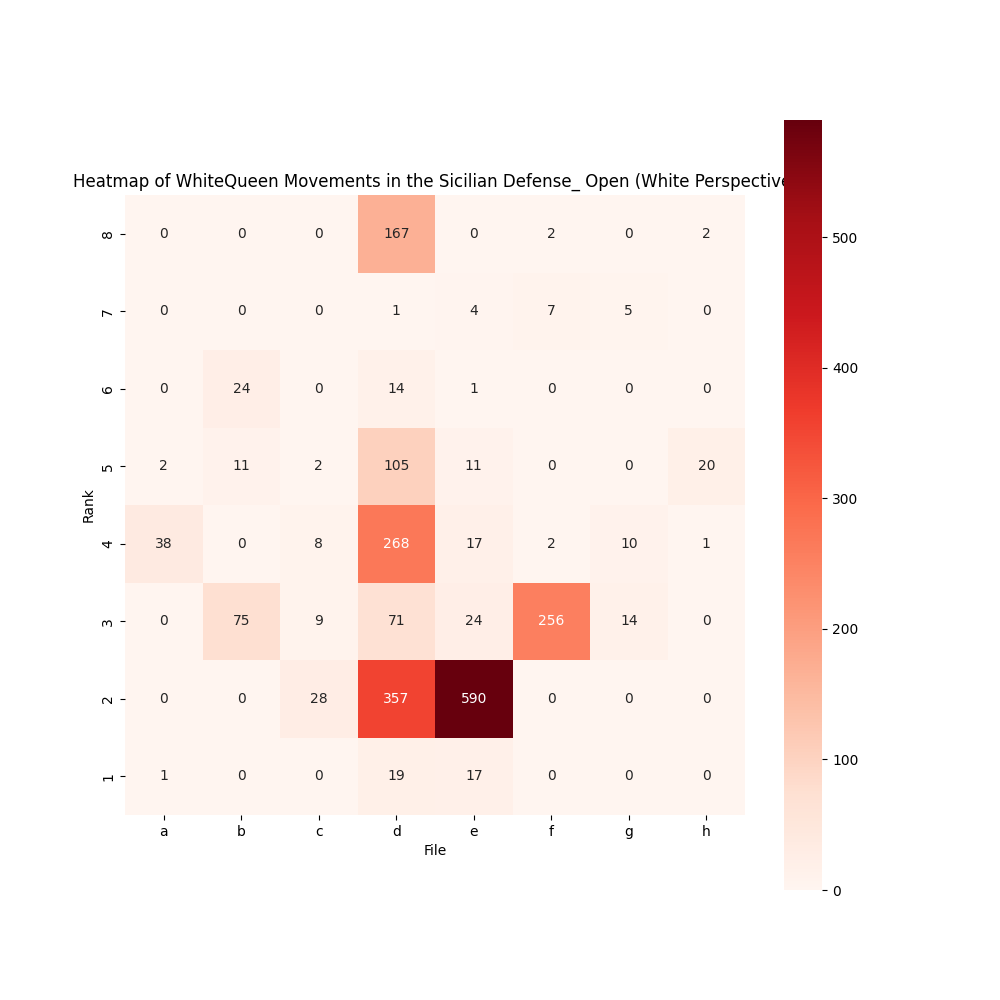 Heatmap of WhiteQueen Movements in the Sicilian Defense_ Open (White Perspective
8 0 0 0 167 0 2 0 2
7 0 0 0 1 4 7 5 0
6 0 24 0 14 1 0 0 0
5 2 11 2 105 11 0 0 20
Rank
4 38 0 8 268 17 2 10 1
3 0 75 9 71 24 256 14 0
2 0 0 28 357 590 0 0 0
1 1 0 0 19 17 0 0 0
a b c d e f g h
File
500
400
300
200
100
0